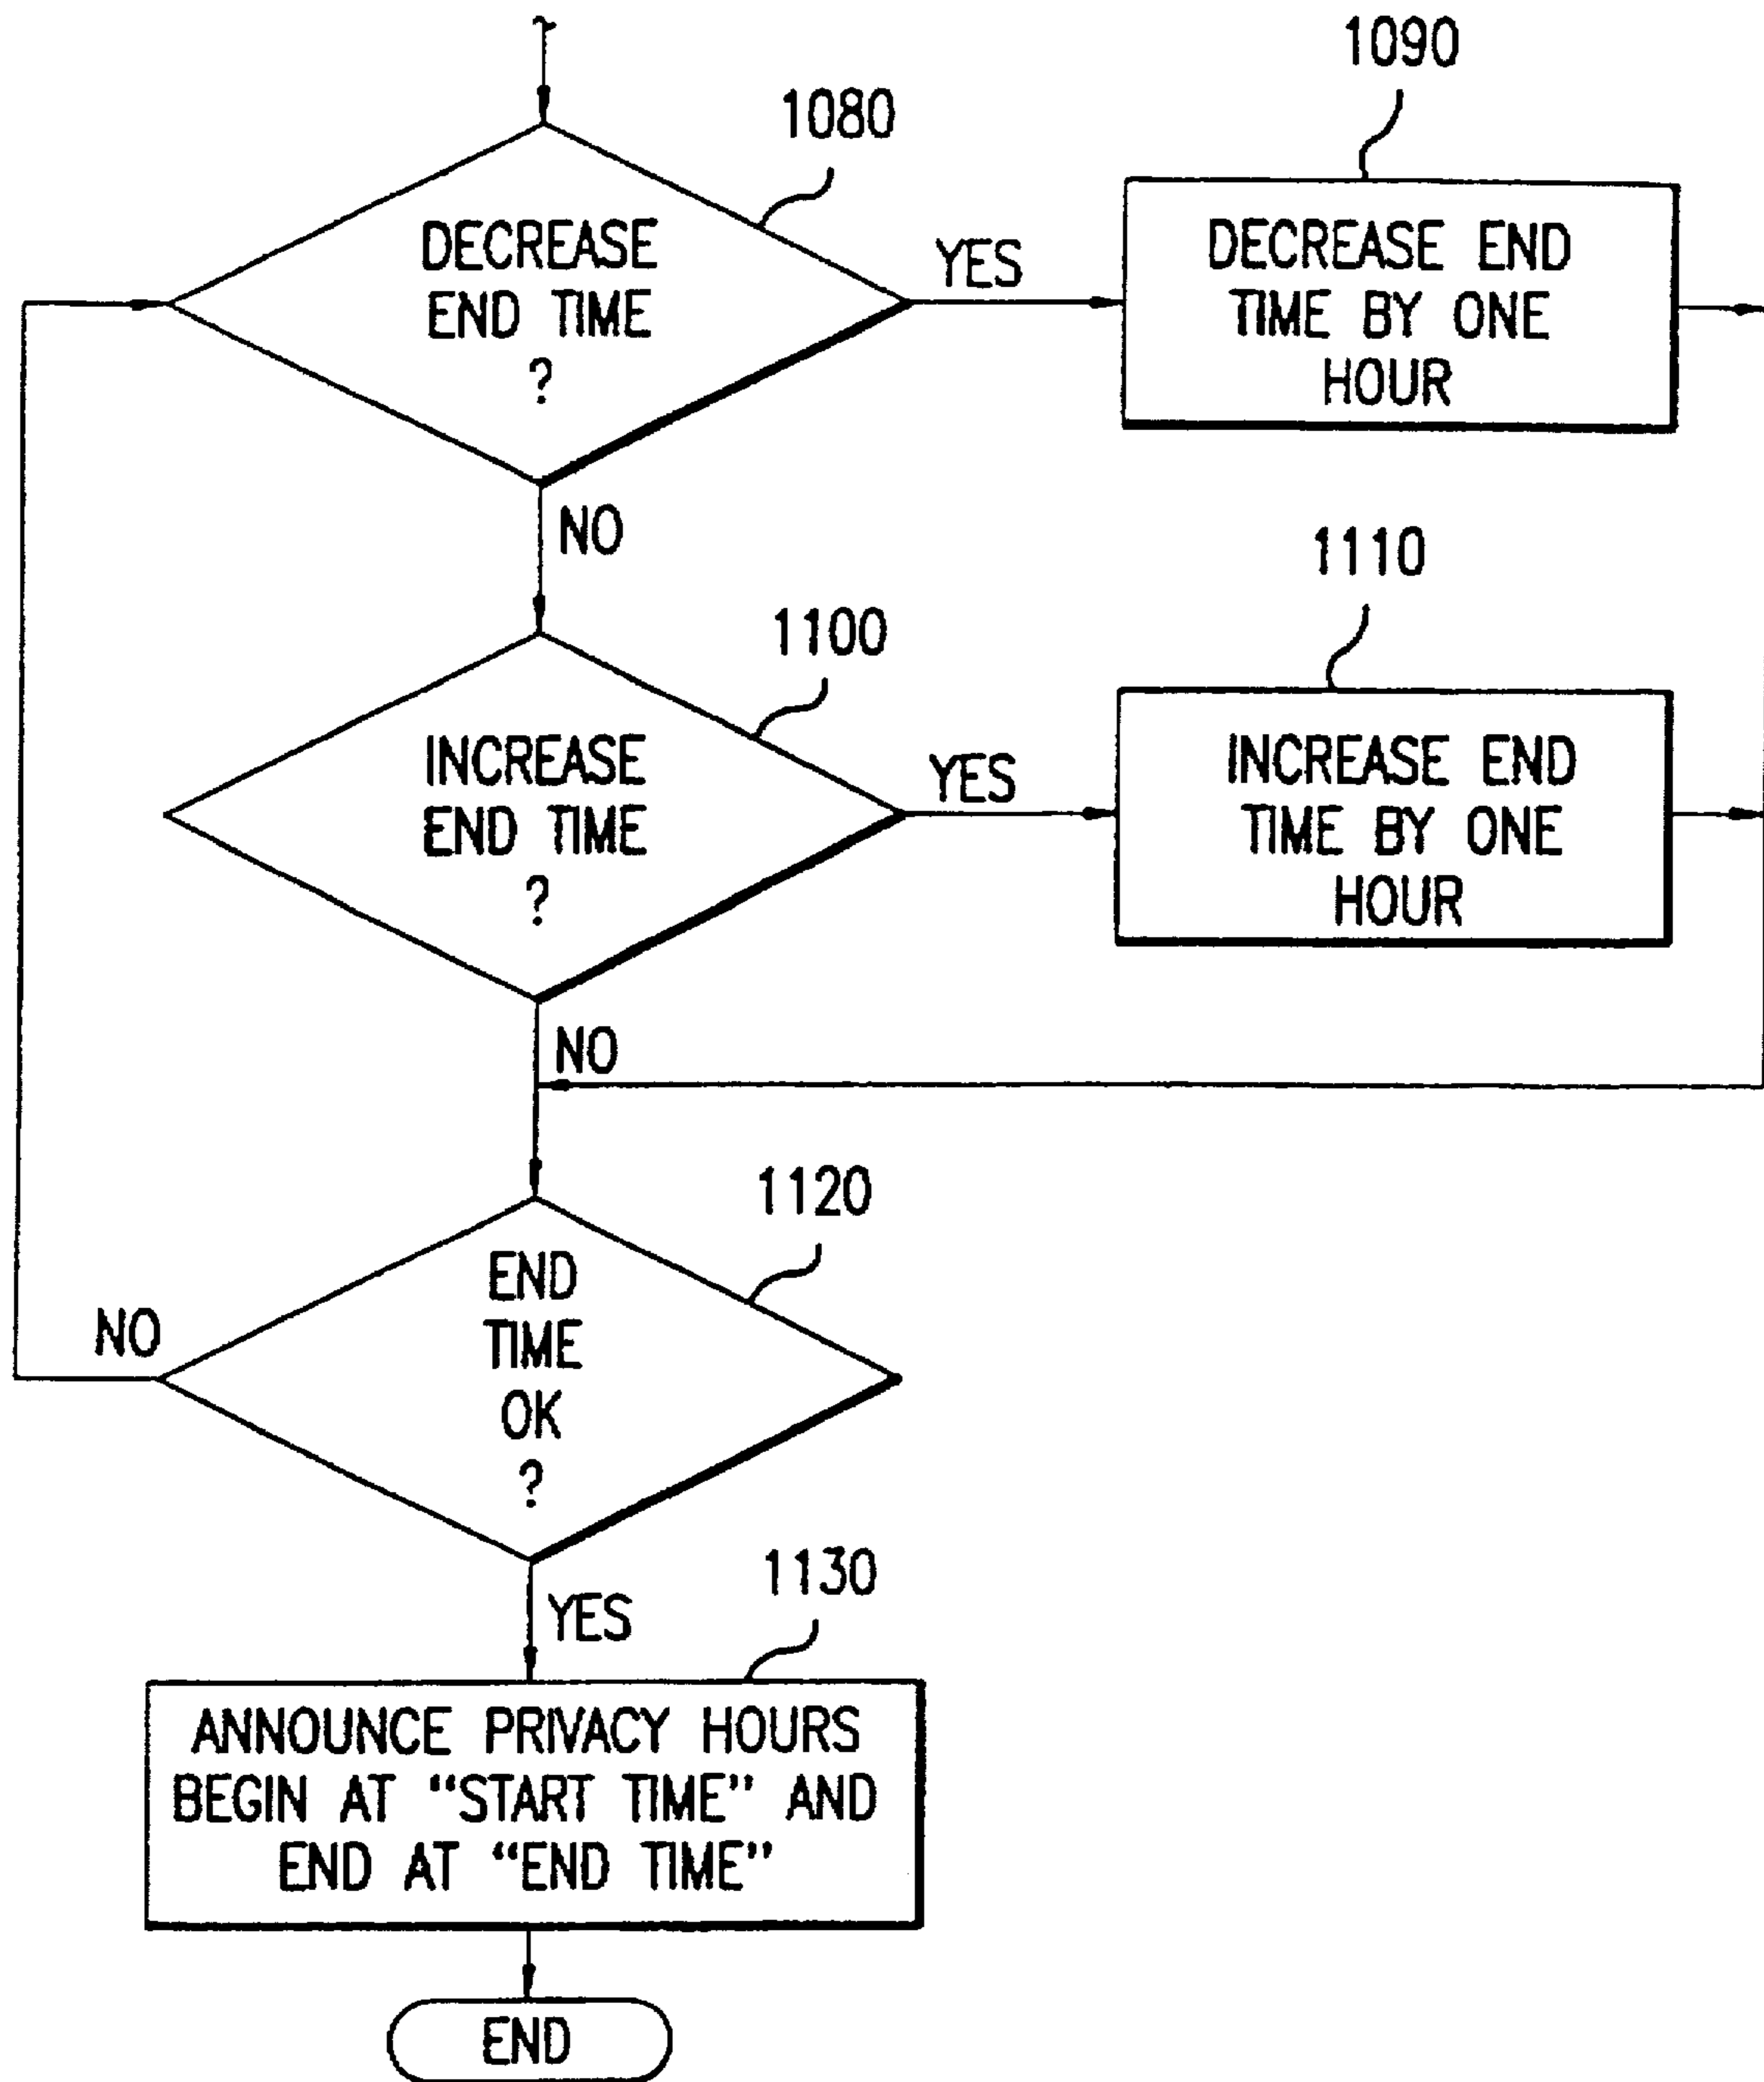 1090
1080
DECREASE
END TIME
?
YES
DECREASE END
TIME BY ONE
HOUR
NO
1110
1100
INCREASE
END TIME
?
YES
INCREASE END
TIME BY ONE
HOUR
NO
1120
END
TIME
OK
?
NO
YES
1130
ANNOUNCE PRIVACY HOURS
BEGIN AT “START TIME” AND
END AT “END TIME”
END